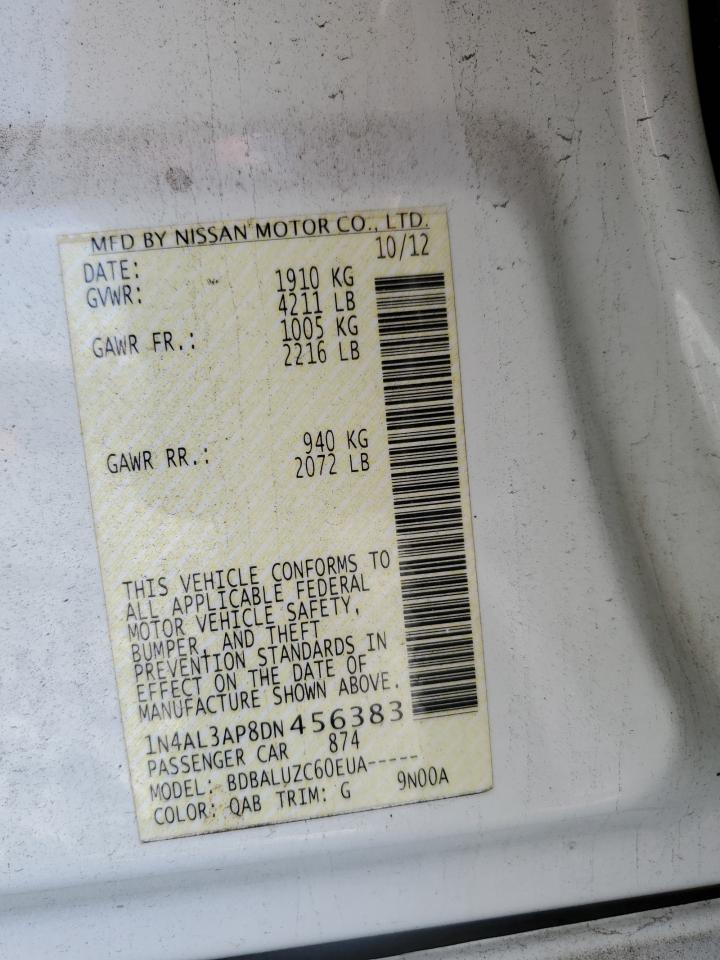 MFD BY NISSAN MOTOR CO., LTD.
DATE: 10/12
GVWR: 1910 KG
4211 LB
GAWR FR.: 1005 KG
2216 LB
GAWR RR.: 940 KG
2072 LB
THIS VEHICLE CONFORMS TO
ALL APPLICABLE FEDERAL
MOTOR VEHICLE SAFETY,
BUMPER, AND THEFT
PREVENTION STANDARDS IN
EFFECT ON THE DATE OF
MANUFACTURE SHOWN ABOVE.
1N4AL3AP8DN 456383
PASSENGER CAR 874
MODEL: BDBALUZC60EUA-----
COLOR: QAB TRIM: G 9N00A